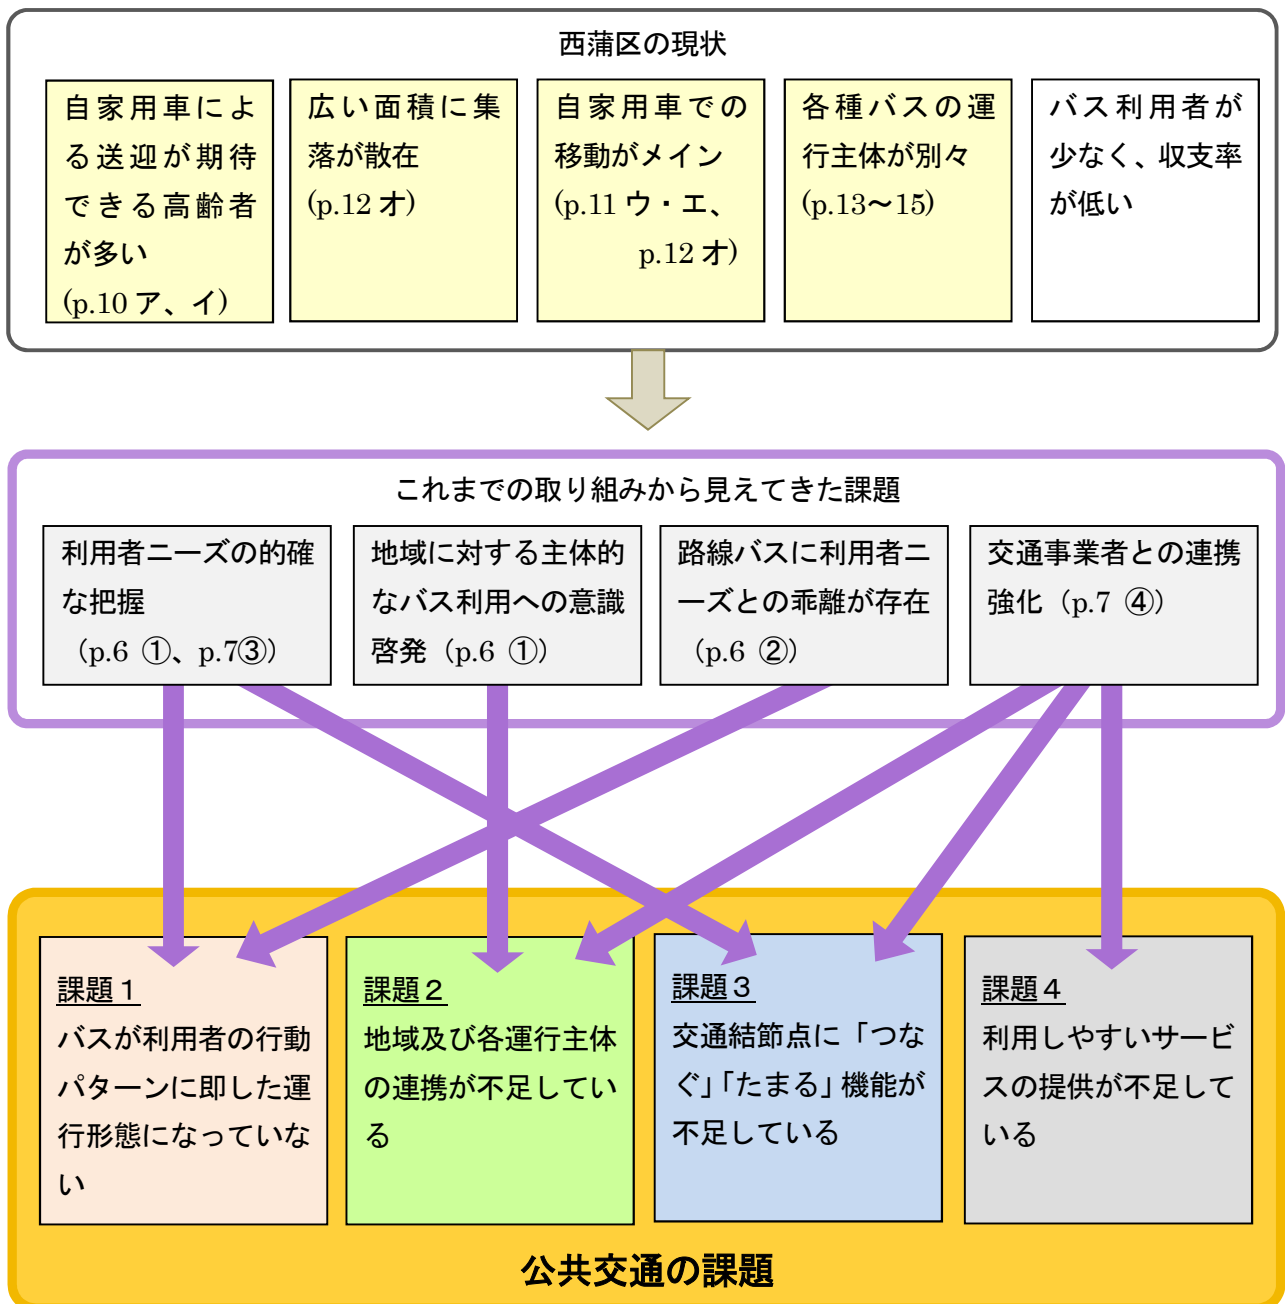 西蒲区の現状
自家用車によ
る送迎が期待
できる高齢者
が多い
(p.10 ア、イ)
広い面積に集
落が散在
(p.12 オ)
自家用車での
移動がメイン
(p.11 ウ・エ、
p.12 オ)
各種バスの運
行主体が別々
(p.13～15)
バス利用者が
少なく、収支率
が低い
これまでの取り組みから見えてきた課題
利用者ニーズの的確
な把握
（p.6 ①、p.7③）
地域に対する主体的
なバス利用への意識
啓発（p.6 ①）
路線バスに利用者ニ
ーズとの乖離が存在
（p.6 ②）
交通事業者との連携
強化（p.7 ④）
課題１
バスが利用者の行動
パターンに即した運
行形態になっていな
い
課題２
地域及び各運行主体
の連携が不足してい
る
課題３
交通結節点に「つな
ぐ」「たまる」機能が
不足している
課題４
利用しやすいサービ
スの提供が不足して
いる
公共交通の課題